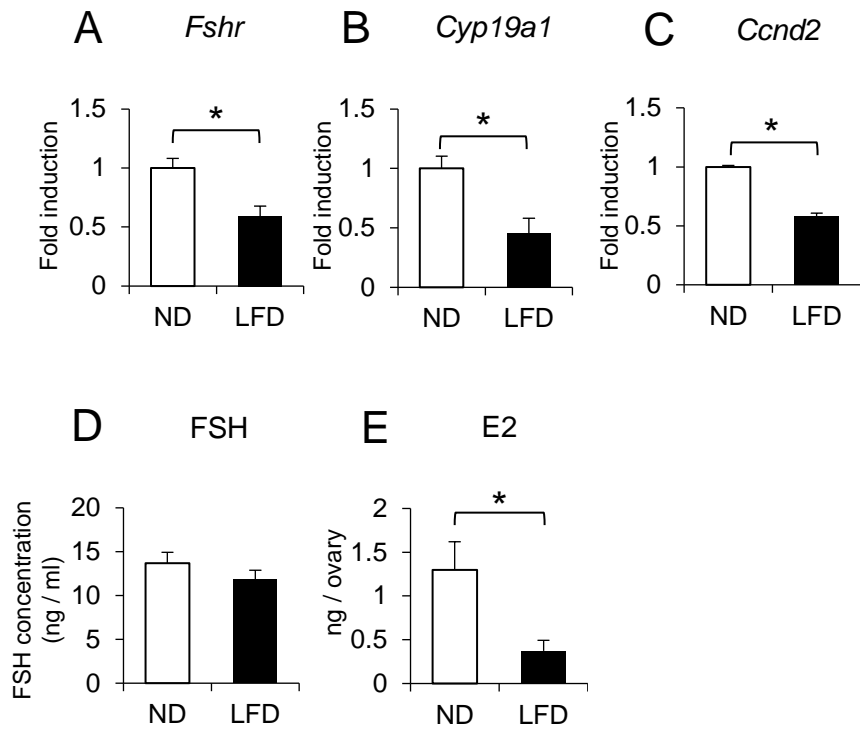 A Fshr
Fold induction
1.5
1
0.5
0
*
ND LFD
B Cyp19a1
Fold induction
1.5
1
0.5
0
*
ND LFD
C Ccnd2
Fold induction
1.5
1
0.5
0
*
ND LFD
D FSH
FSH concentration
(ng / ml)
20
15
10
5
0
ND LFD
E E2
ng / ovary
2
1.5
1
0.5
0
*
ND LFD